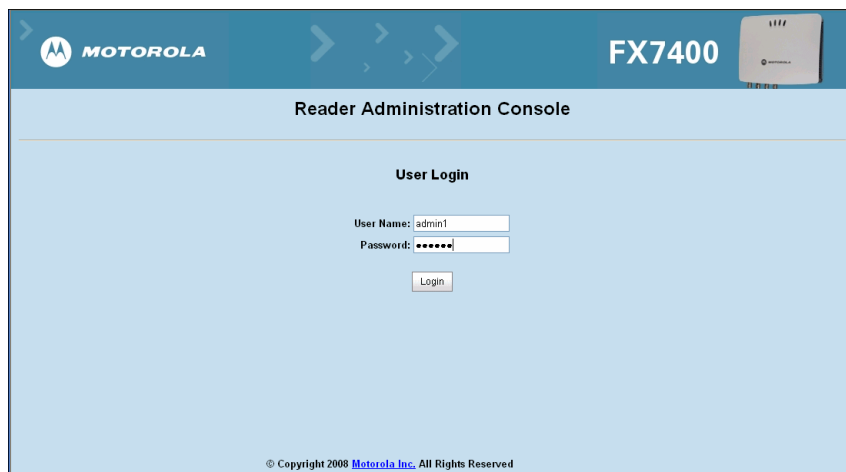 MOTOROLA
FX7400
Reader Administration Console
User Login
User Name: admin1
Password: ●●●●●●
Login
© Copyright 2008 Motorola Inc. All Rights Reserved